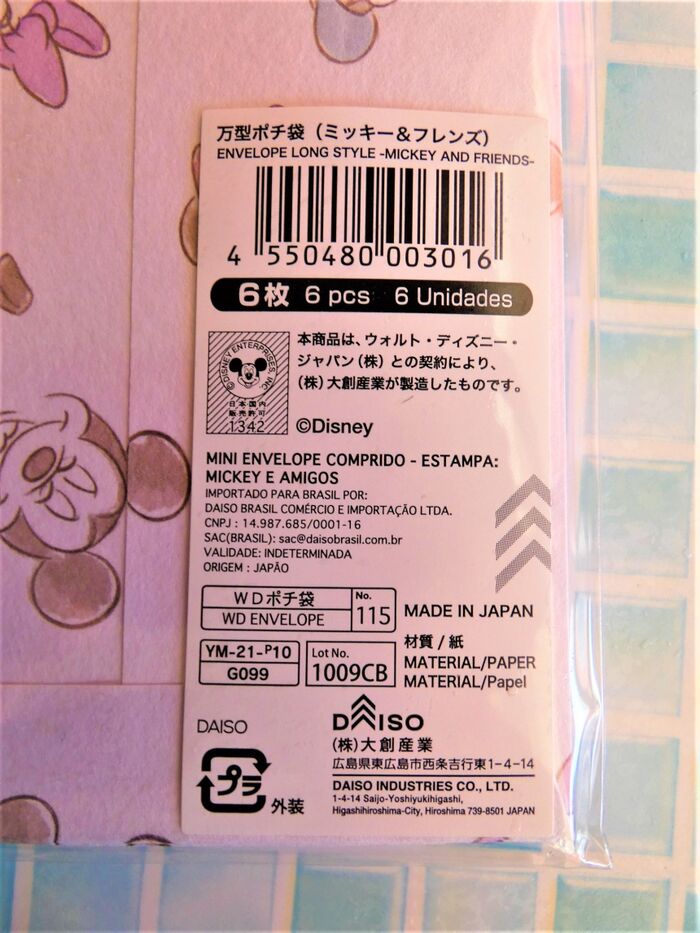 万型ポチ袋（ミッキー＆フレンズ）
ENVELOPE LONG STYLE -MICKEY AND FRIENDS-
4 550480 003016
6枚 6 pcs 6 Unidades
©DISNEY ENTERPRISES, INC.
日本国内
販売許可
1342
本商品は、ウォルト・ディズニー・
ジャパン（株）との契約により、
（株）大創産業が製造したものです。
©Disney
MINI ENVELOPE COMPRIDO - ESTAMPA:
MICKEY E AMIGOS
IMPORTADO PARA BRASIL POR:
DAISO BRASIL COMÉRCIO E IMPORTAÇÃO LTDA.
CNPJ : 14.987.685/0001-16
SAC(BRASIL): sac@daisobrasil.com.br
VALIDADE: INDETERMINADA
ORIGEM : JAPÃO
ＷＤポチ袋
WD ENVELOPE
No.
115
MADE IN JAPAN
YM-21-P10
G099
Lot No.
1009CB
材質 / 紙
MATERIAL/PAPER
MATERIAL/Papel
DAISO
プラ
外装
DAISO
（株）大創産業
広島県東広島市西条吉行東1-4-14
DAISO INDUSTRIES CO., LTD.
1-4-14 Saijo-Yoshiyukihigashi,
Higashihiroshima-City, Hiroshima 739-8501 JAPAN